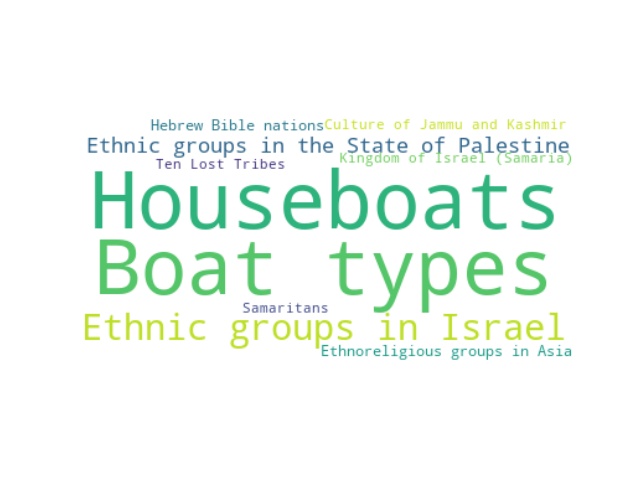 Hebrew Bible nations
Culture of Jammu and Kashmir
Ethnic groups in the State of Palestine
Ten Lost Tribes
Kingdom of Israel (Samaria)
Houseboats
Boat types
Samaritans
Ethnic groups in Israel
Ethnoreligious groups in Asia